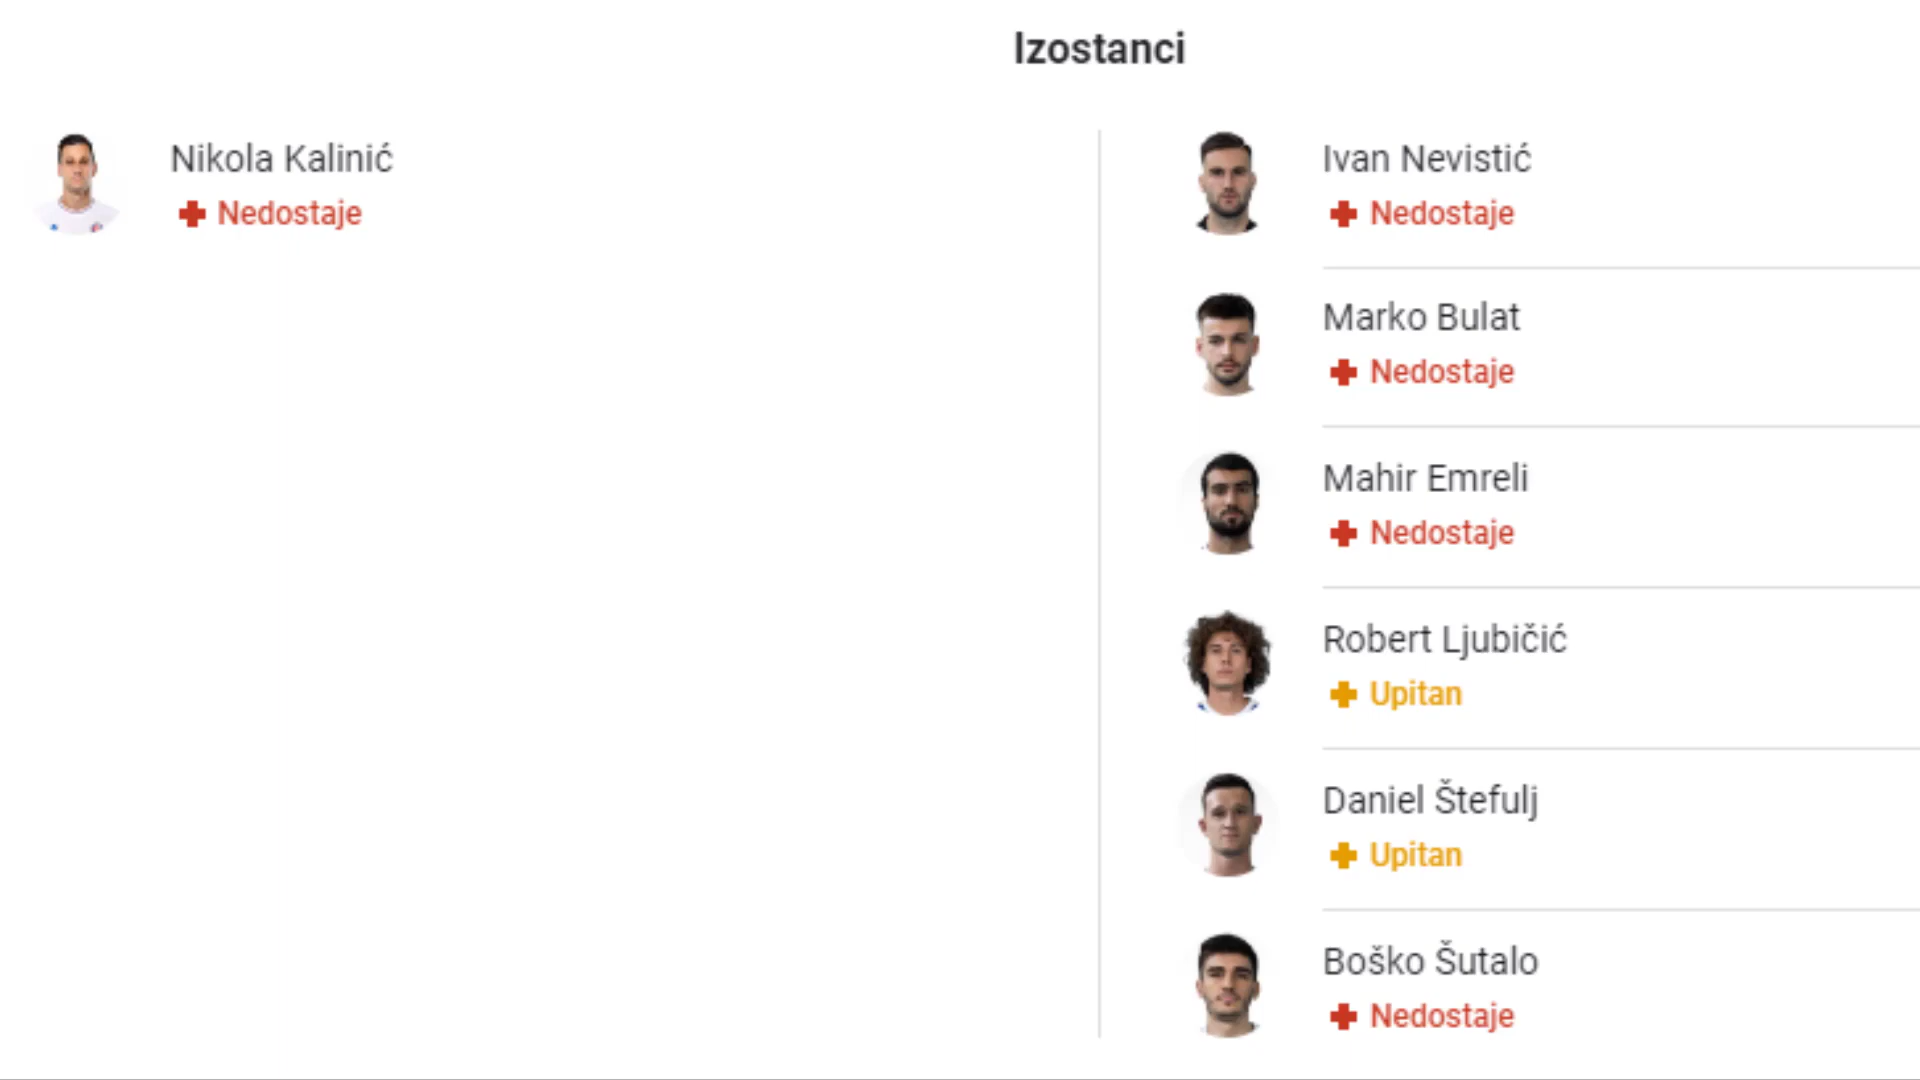 Izostanci
Nikola Kalinić
Nedostaje
Ivan Nevistić
Nedostaje
Marko Bulat
Nedostaje
Mahir Emreli
Nedostaje
Robert Ljubičić
Upitan
Daniel Štefulj
Upitan
Boško Šutalo
Nedostaje